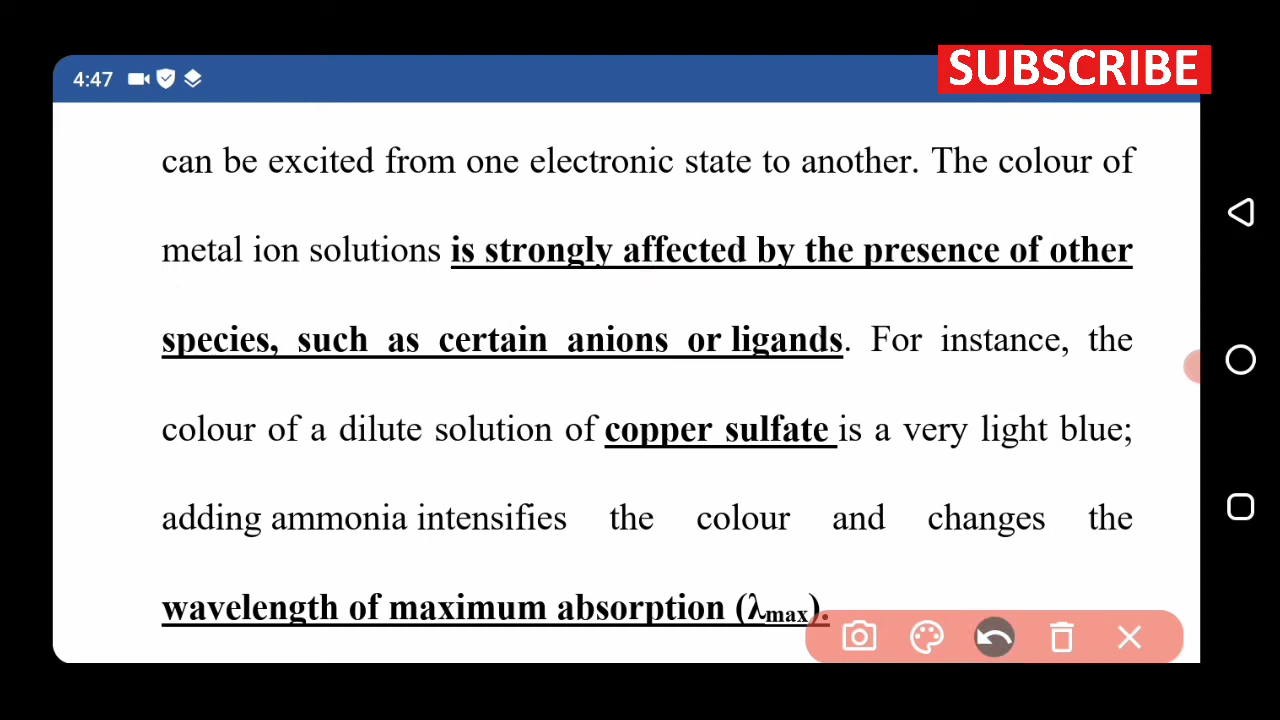 SUBSCRIBE
4:47
can be excited from one electronic state to another. The colour of
metal ion solutions is strongly affected by the presence of other
species, such as certain anions or ligands. For instance, the
colour of a dilute solution of copper sulfate is a very light blue;
adding ammonia intensifies the colour and changes the
wavelength of maximum absorption (λmax).